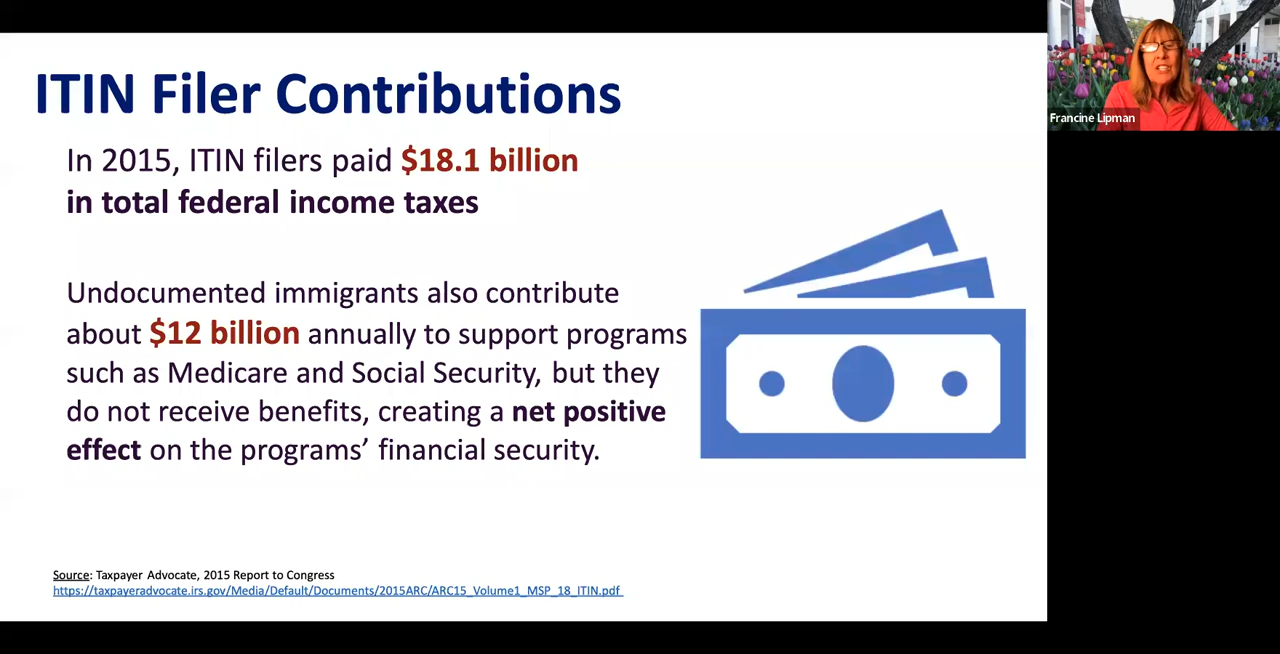 ITIN Filer Contributions
In 2015, ITIN filers paid $18.1 billion
in total federal income taxes
Undocumented immigrants also contribute
about $12 billion annually to support programs
such as Medicare and Social Security, but they
do not receive benefits, creating a net positive
effect on the programs’ financial security.
Source: Taxpayer Advocate, 2015 Report to Congress
https://taxpayeradvocate.irs.gov/Media/Default/Documents/2015ARC/ARC15_Volume1_MSP_18_ITIN.pdf
Francine Lipman